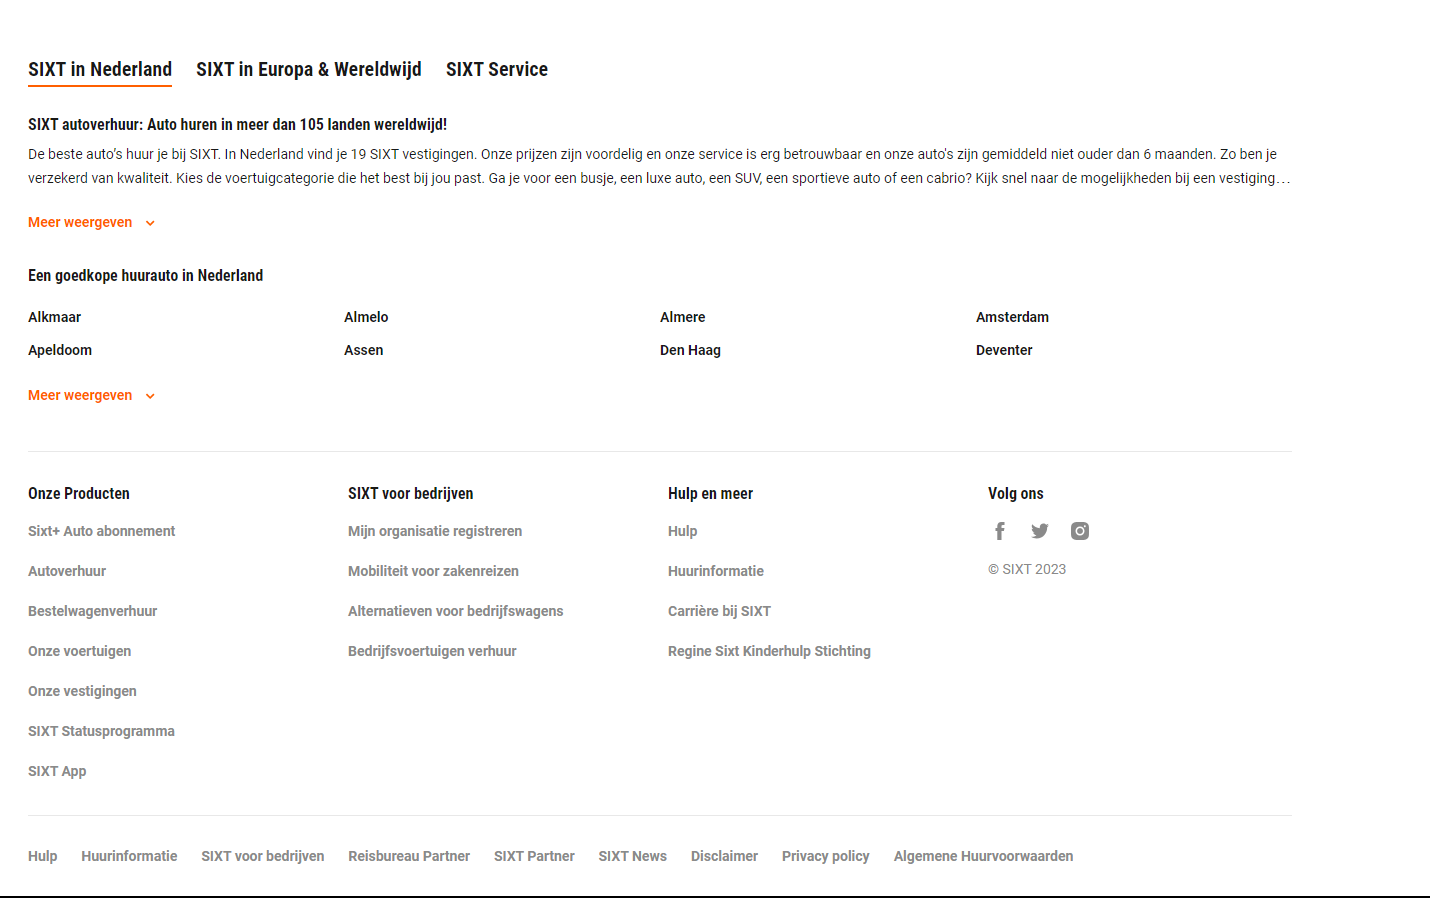 SIXT in Nederland SIXT in Europa & Wereldwijd SIXT Service
SIXT autoverhuur: Auto huren in meer dan 105 landen wereldwijd!
De beste auto’s huur je bij SIXT. In Nederland vind je 19 SIXT vestigingen. Onze prijzen zijn voordelig en onze service is erg betrouwbaar en onze auto's zijn gemiddeld niet ouder dan 6 maanden. Zo ben je
verzekerd van kwaliteit. Kies de voertuigcategorie die het best bij jou past. Ga je voor een busje, een luxe auto, een SUV, een sportieve auto of een cabrio? Kijk snel naar de mogelijkheden bij een vestiging…
Meer weergeven
Een goedkope huurauto in Nederland
Alkmaar Almelo Almere Amsterdam
Apeldoorn Assen Den Haag Deventer
Meer weergeven
Onze Producten
Sixt+ Auto abonnement
Autoverhuur
Bestelwagenverhuur
Onze voertuigen
Onze vestigingen
SIXT Statusprogramma
SIXT App
SIXT voor bedrijven
Mijn organisatie registreren
Mobiliteit voor zakenreizen
Alternatieven voor bedrijfswagens
Bedrijfsvoertuigen verhuur
Hulp en meer
Hulp
Huurinformatie
Carrière bij SIXT
Regine Sixt Kinderhulp Stichting
Volg ons
© SIXT 2023
Hulp Huurinformatie SIXT voor bedrijven Reisbureau Partner SIXT Partner SIXT News Disclaimer Privacy policy Algemene Huurvoorwaarden